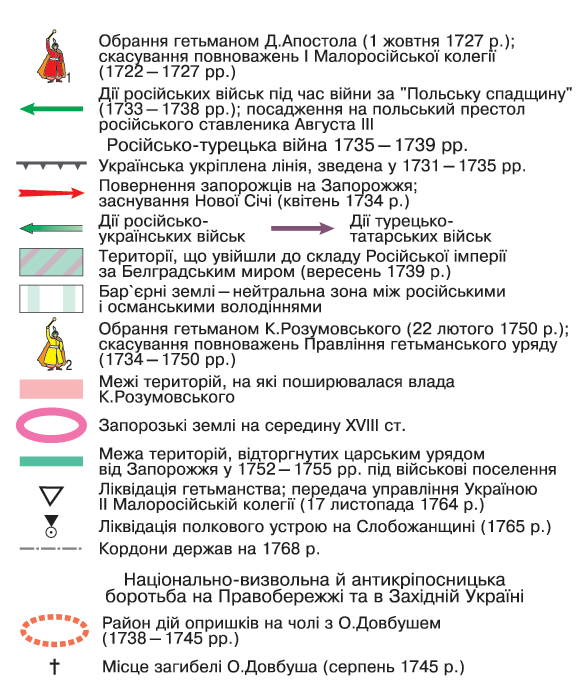 Обрання гетьманом Д.Апостола (1 жовтня 1727 р.);
скасування повноважень I Малоросійської колегії
(1722—1727 рр.)
1
Дії російських військ під час війни за "Польську спадщину"
(1733—1738 рр.); посадження на польський престол
російського ставленика Августа III
Російсько-турецька війна 1735—1739 рр.
Українська укріплена лінія, зведена у 1731—1735 рр.
Повернення запорожців на Запорожжя;
заснування Нової Січі (квітень 1734 р.)
Дії російсько-
українських військ
Дії турецько-
татарських військ
Території, що увійшли до складу Російської імперії
за Белградським миром (вересень 1739 р.)
Бар`єрні землі—нейтральна зона між російськими
і османськими володіннями
Обрання гетьманом К.Розумовського (22 лютого 1750 р.);
скасування повноважень Правління гетьманського уряду
(1734—1750 рр.)
2
Межі територій, на які поширювалася влада
К.Розумовського
Запорозькі землі на середину XVIII ст.
Межа територій, відторгнутих царським урядом
від Запорожжя у 1752—1755 рр. під військові поселення
Ліквідація гетьманства; передача управління Україною
II Малоросійській колегії (17 листопада 1764 р.)
Ліквідація полкового устрою на Слобожанщині (1765 р.)
Кордони держав на 1768 р.
Національно-визвольна й антикріпосницька
боротьба на Правобережжі та в Західній Україні
Район дій опришків на чолі з О.Довбушем
(1738—1745 рр.)
Місце загибелі О.Довбуша (серпень 1745 р.)